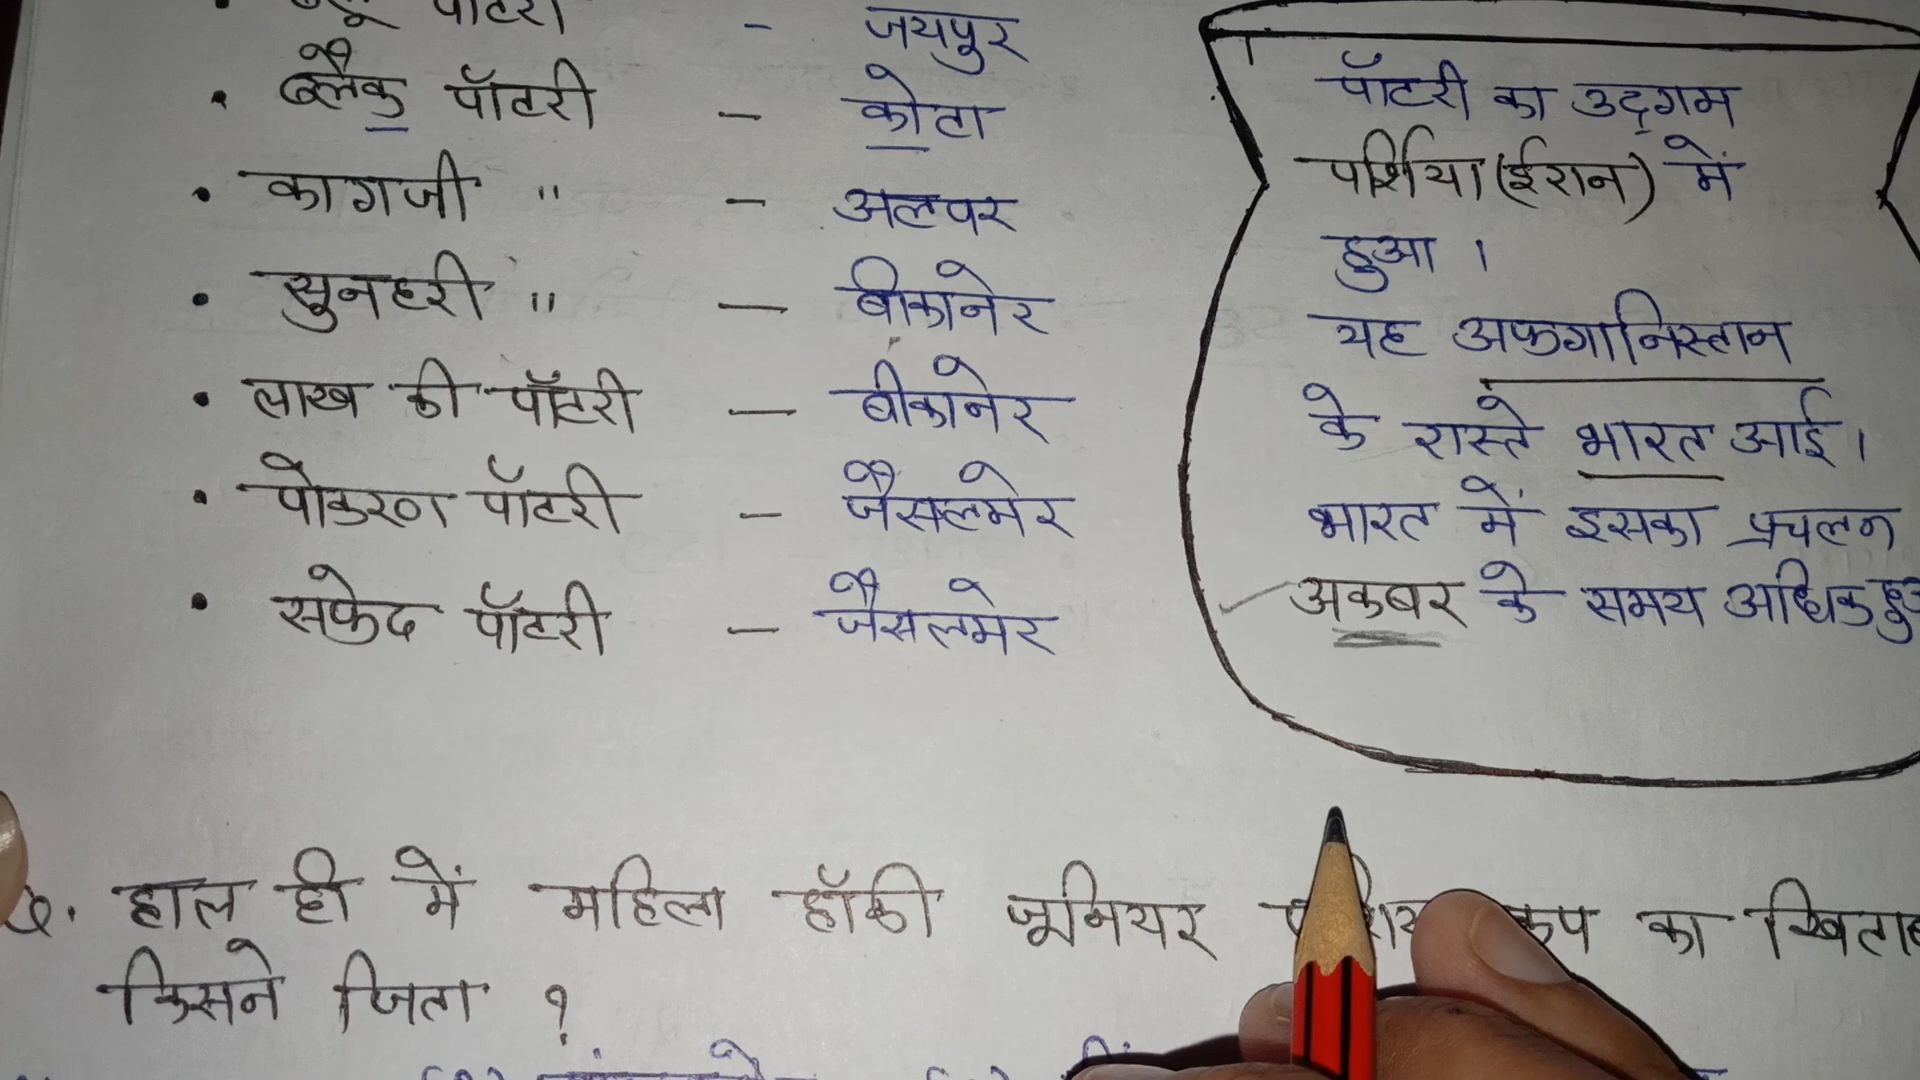 पॉटरी - जयपुर
• ब्लैक पॉटरी - कोटा
• कागजी " - अलवर
• सुनहरी " - बीकानेर
• लाख की पॉटरी - बीकानेर
• पोकरण पॉटरी - जैसलमेर
• सफेद पॉटरी - जैसलमेर
पॉटरी का उद्गम
पर्शिया (ईरान) में
हुआ ।
यह अफगानिस्तान
के रास्ते भारत आई ।
भारत में इसका प्रचलन
अकबर के समय अधिक
हाल ही में महिला हॉकी जूनियर कप का
किसने जिता ?